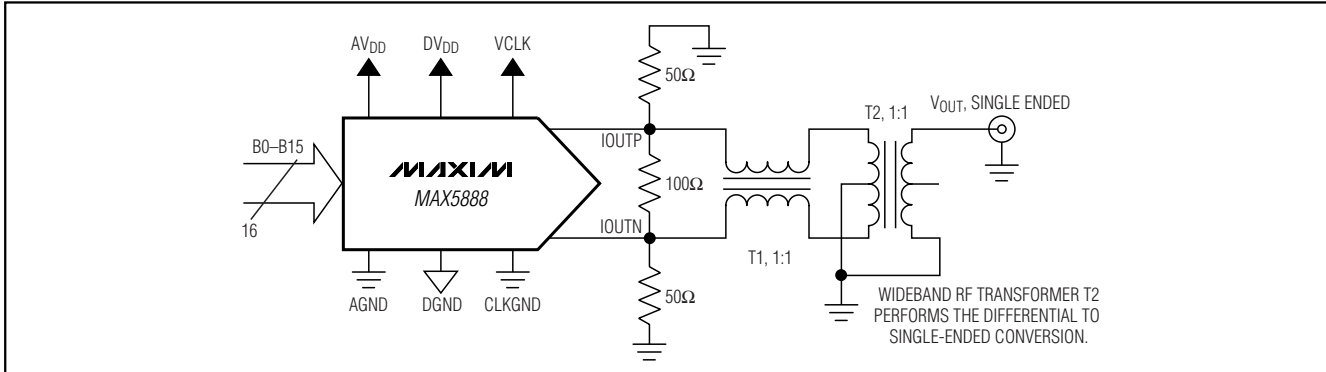 AVDD
DVDD
VCLK
50Ω
T2, 1:1
VOUT, SINGLE ENDED
IOUTP
B0–B15
MAXIM
MAX5888
100Ω
16
IOUTN
T1, 1:1
50Ω
AGND
DGND
CLKGND
WIDEBAND RF TRANSFORMER T2
PERFORMS THE DIFFERENTIAL TO
SINGLE-ENDED CONVERSION.